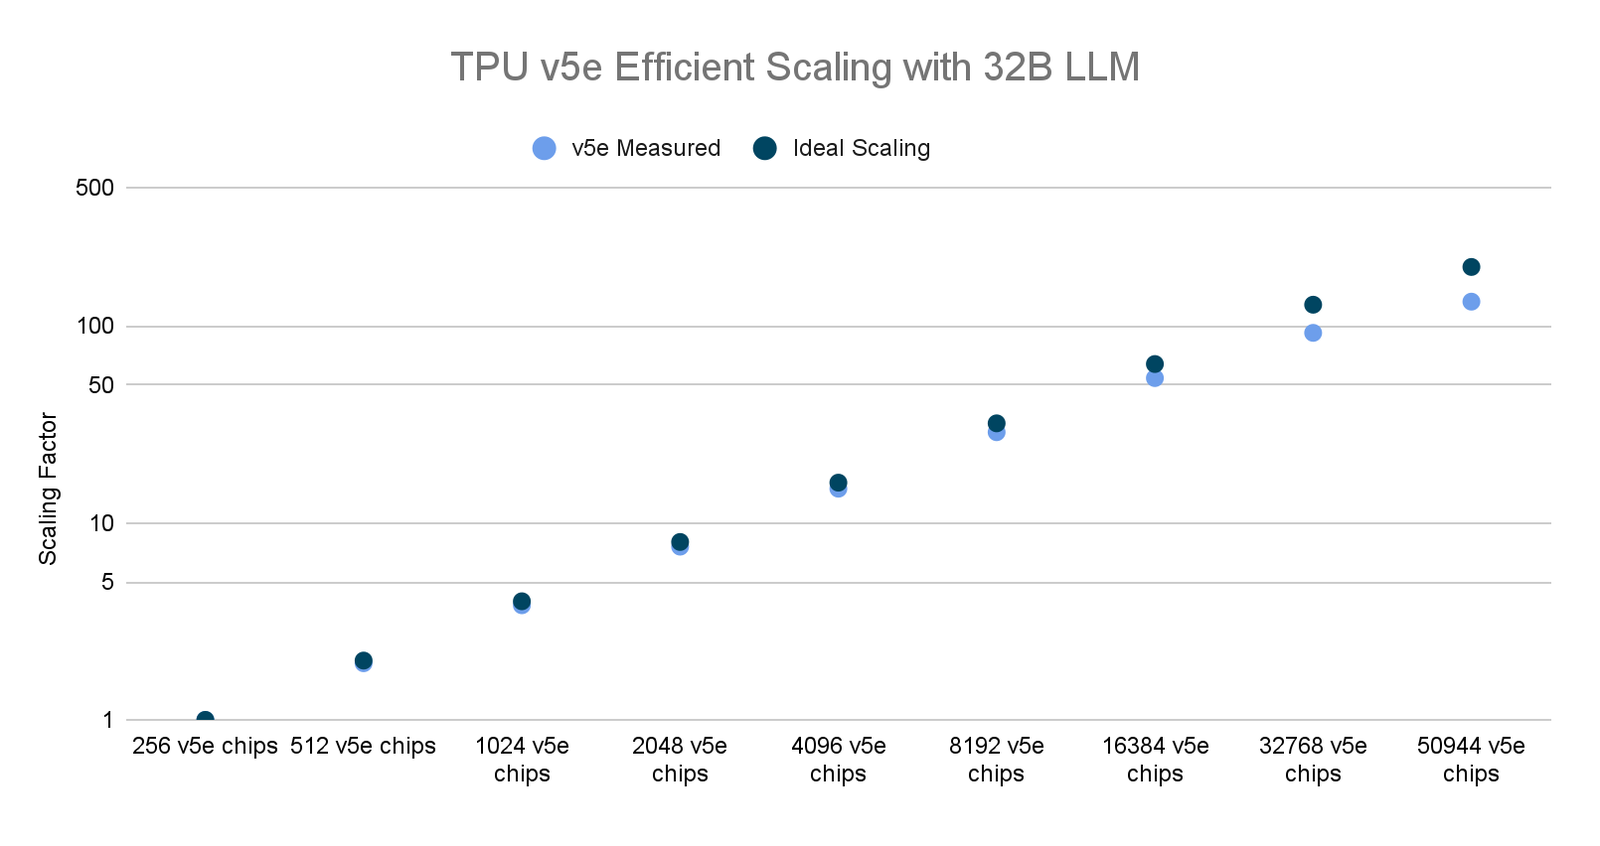 TPU v5e Efficient Scaling with 32B LLM
v5e Measured
Ideal Scaling
500
100
50
10
5
1
Scaling Factor
256 v5e chips
512 v5e chips
1024 v5e
chips
2048 v5e
chips
4096 v5e
chips
8192 v5e
chips
16384 v5e
chips
32768 v5e
chips
50944 v5e
chips